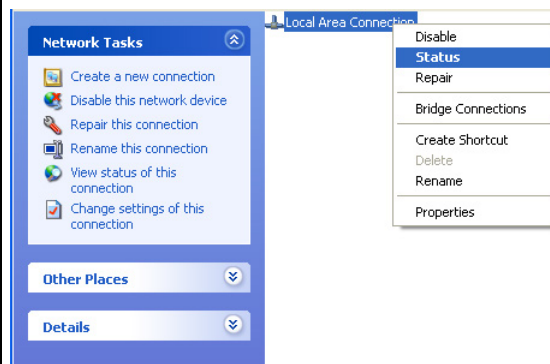 Network Tasks
Create a new connection
Disable this network device
Repair this connection
Rename this connection
View status of this
connection
Change settings of this
connection
Other Places
Details
Local Area Connection
Disable
Status
Repair
Bridge Connections
Create Shortcut
Delete
Rename
Properties